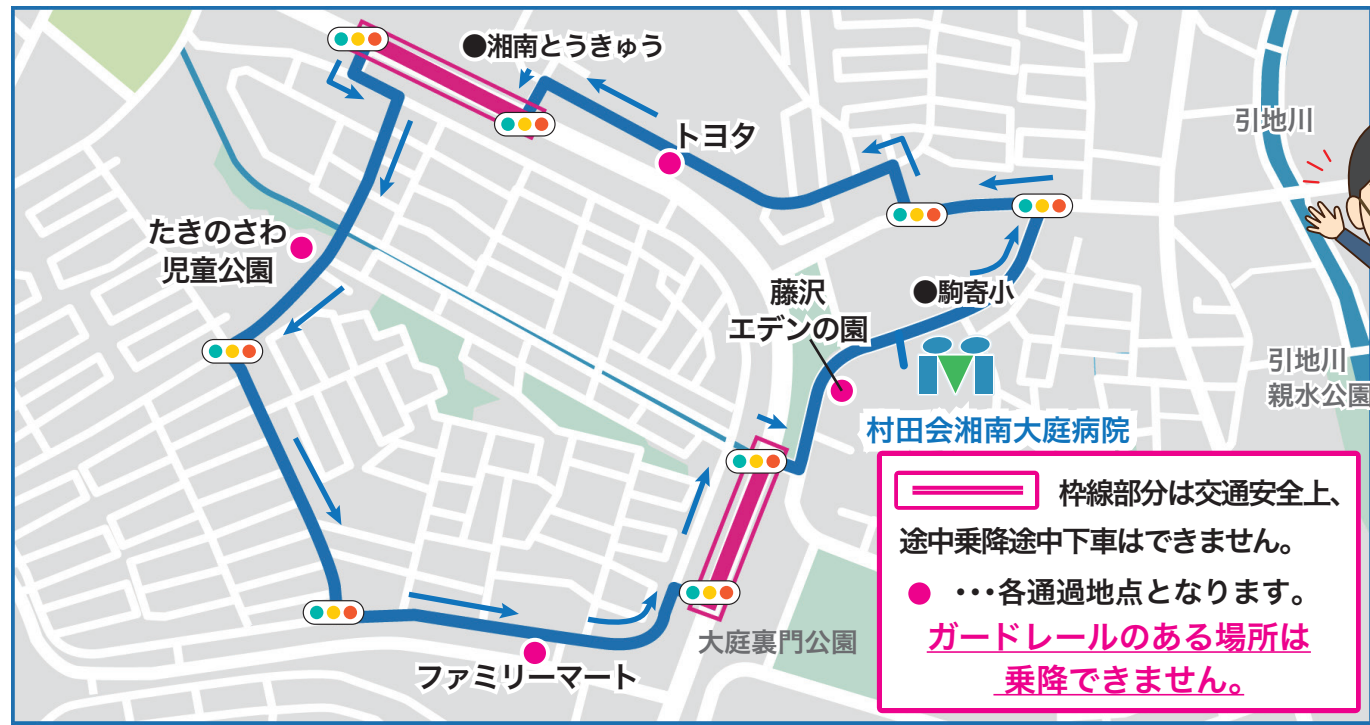 ●湘南とうきゅう
トヨタ
引地川
たきのさわ
児童公園
藤沢
エデンの園
●駒寄小
引地川
親水公園
村田会湘南大庭病院
大庭裏門公園
ファミリーマート
枠線部分は交通安全上、
途中乗降途中下車はできません。
● ･･･各通過地点となります。
ガードレールのある場所は
乗降できません。